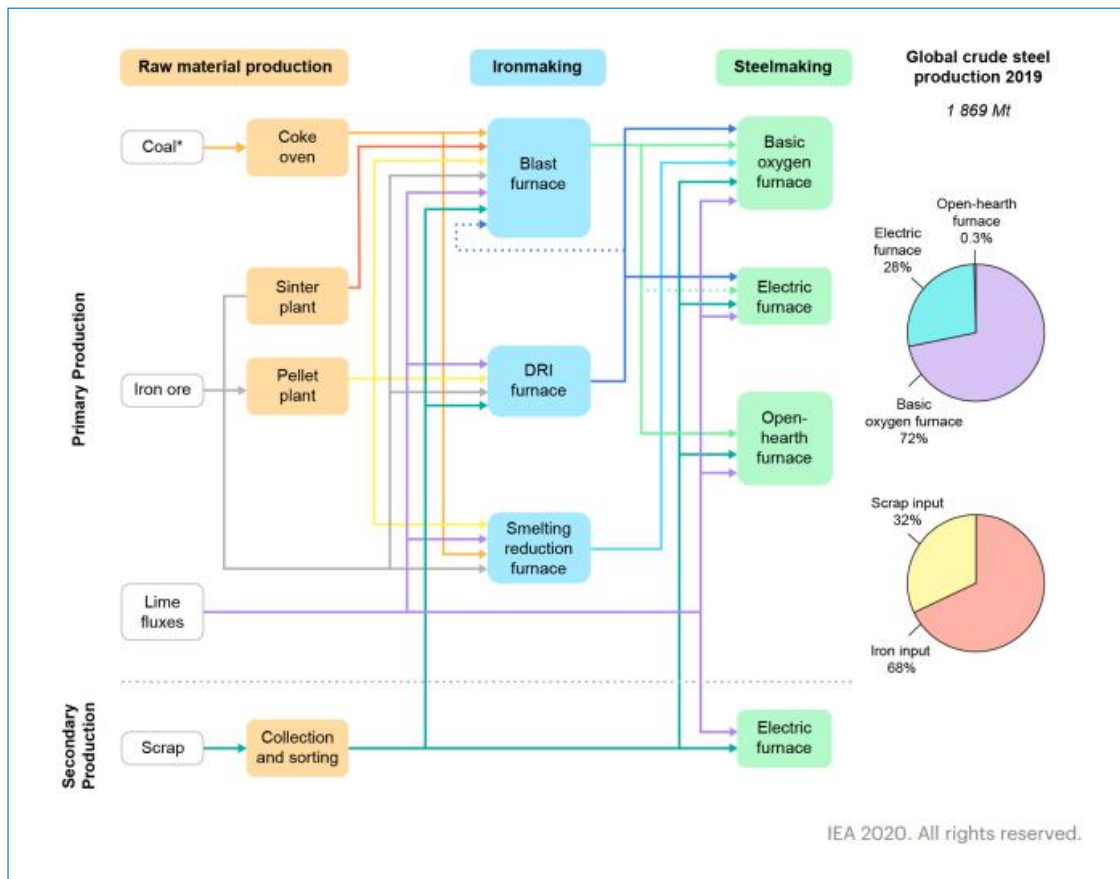 Raw material production
Ironmaking
Steelmaking
Global crude steel
production 2019
1 869 Mt
Primary Production
Coal*
Coke
oven
Blast
furnace
Basic
oxygen
furnace
Sinter
plant
Electric
furnace
Iron ore
Pellet
plant
DRI
furnace
Open-
hearth
furnace
Smelting
reduction
furnace
Lime
fluxes
Open-hearth
furnace
0.3%
Electric
furnace
28%
Basic
oxygen furnace
72%
Scrap input
32%
Iron input
68%
Secondary
Production
Scrap
Collection
and sorting
Electric
furnace
IEA 2020. All rights reserved.